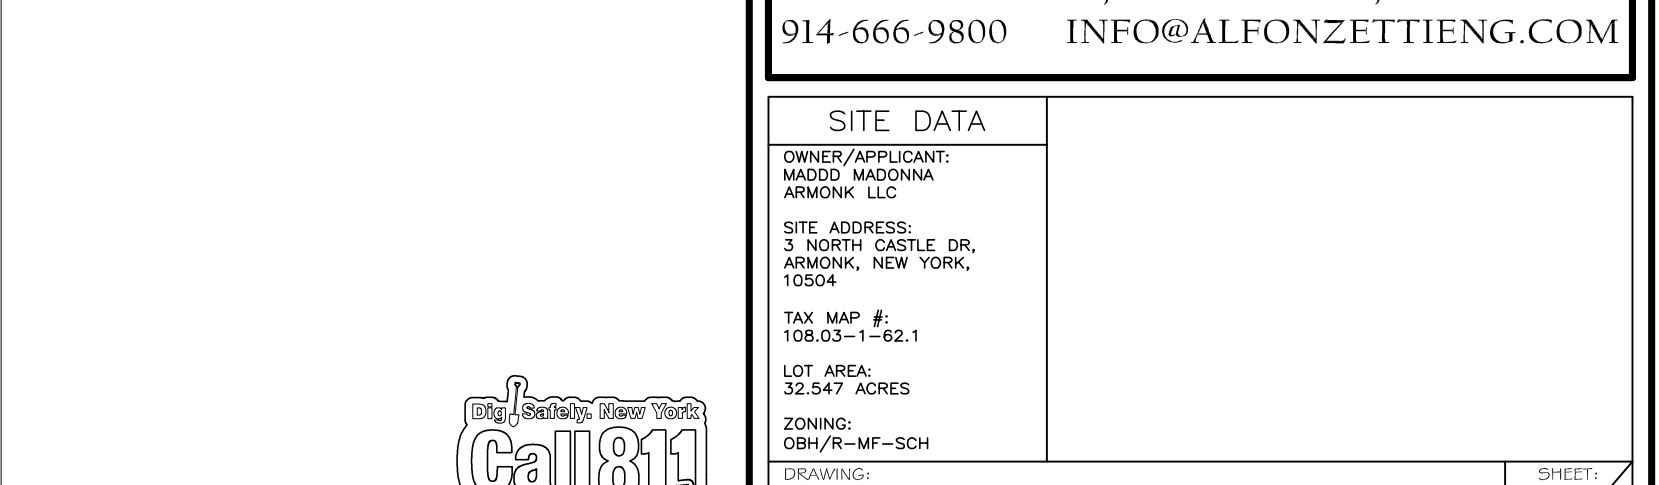 914-666-9800 INFO@ALFONZETTIENG.COM
SITE DATA
OWNER/APPLICANT:
MADDD MADONNA
ARMONK LLC
SITE ADDRESS:
3 NORTH CASTLE DR,
ARMONK, NEW YORK,
10504
TAX MAP #:
108.03-1-62.1
LOT AREA:
32.547 ACRES
ZONING:
OBH/R-MF-SCH
Dig Safely. New York
Call 811
DRAWING:
SHEET: